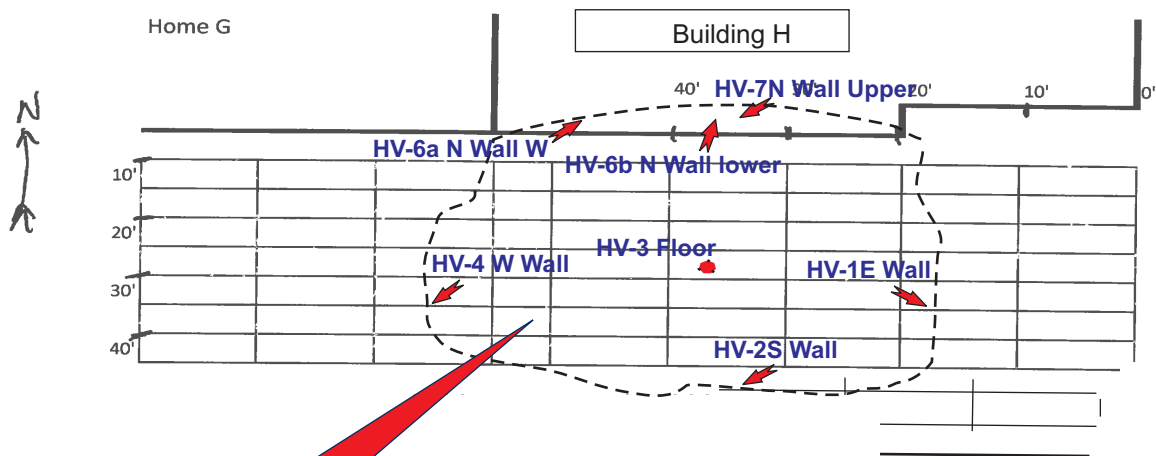 Home G
Building H
N
40' 30' 20' 10' 0'
HV-7N Wall Upper
HV-6a N Wall W
HV-6b N Wall lower
10'
20'
HV-3 Floor
HV-4 W Wall
HV-1E Wall
30'
40'
HV-2S Wall